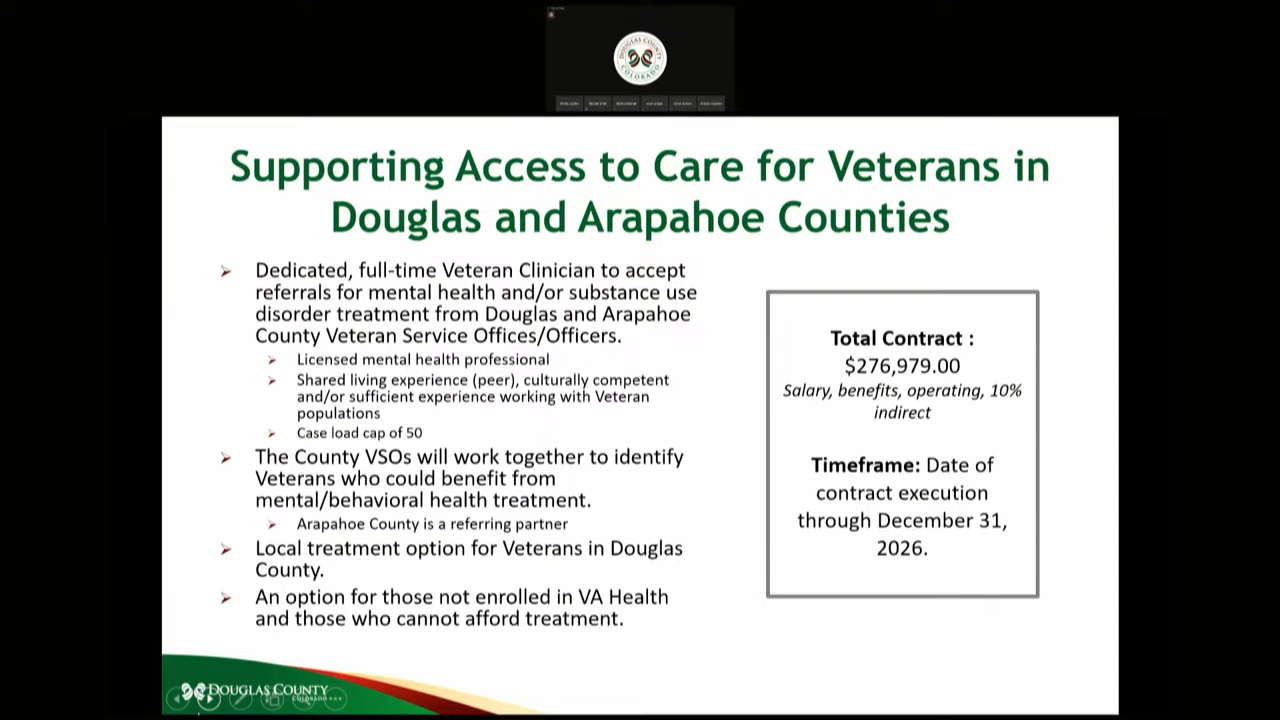 DOUGLAS COUNTY
COLORADO
Supporting Access to Care for Veterans in
Douglas and Arapahoe Counties
Dedicated, full-time Veteran Clinician to accept
referrals for mental health and/or substance use
disorder treatment from Douglas and Arapahoe
County Veteran Service Offices/Officers.
Licensed mental health professional
Shared living experience (peer), culturally competent
and/or sufficient experience working with Veteran
populations
Case load cap of 50
The County VSOs will work together to identify
Veterans who could benefit from
mental/behavioral health treatment.
Arapahoe County is a referring partner
Local treatment option for Veterans in Douglas
County.
An option for those not enrolled in VA Health
and those who cannot afford treatment.
Total Contract :
$276,979.00
Salary, benefits, operating, 10%
indirect
Timeframe: Date of
contract execution
through December 31,
2026.
DOUGLAS COUNTY
COLORADO